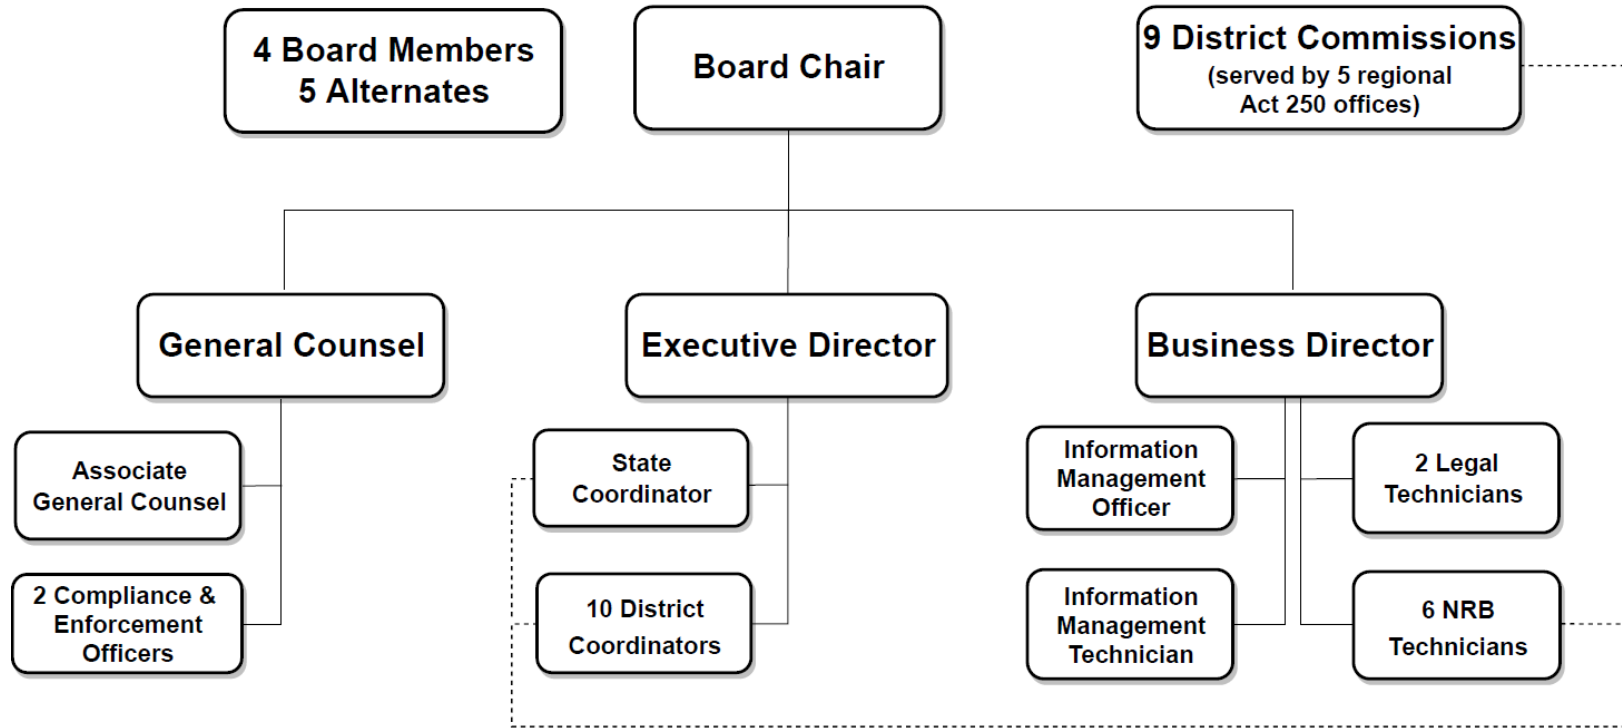 4 Board Members
5 Alternates
Board Chair
9 District Commissions
(served by 5 regional
Act 250 offices)
General Counsel
Executive Director
Business Director
Associate
General Counsel
State
Coordinator
Information
Management
Officer
2 Legal
Technicians
2 Compliance &
Enforcement
Officers
10 District
Coordinators
Information
Management
Technician
6 NRB
Technicians